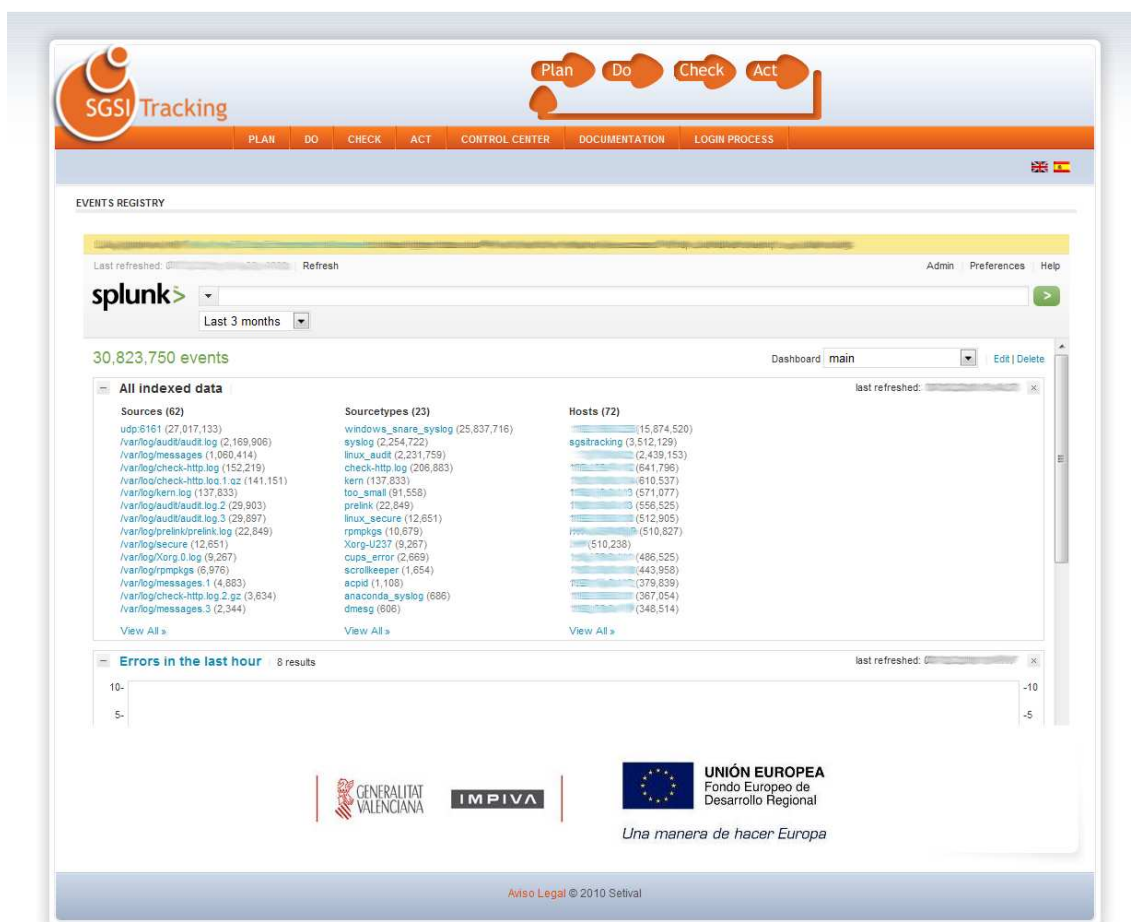 SGSI Tracking
Plan Do Check Act
PLAN DO CHECK ACT CONTROL CENTER DOCUMENTATION LOGIN PROCESS
EVENTS REGISTRY
Last refreshed: Refresh Admin Preferences Help
splunk>
>
Last 3 months
30,823,750 events
Dashboard main Edit | Delete
All indexed data
last refreshed:
Sources (62)
udp:6161 (27,017,133)
/var/log/audit/audit.log (2,169,906)
/var/log/messages (1,060,414)
/var/log/check-http.log (152,219)
/var/log/check-http.log.1.gz (141,151)
/var/log/kern.log (137,833)
/var/log/audit/audit.log.2 (29,903)
/var/log/audit/audit.log.3 (29,897)
/var/log/prelink/prelink.log (22,849)
/var/log/secure (12,651)
/var/log/Xorg.0.log (9,267)
/var/log/rpmpkgs (6,976)
/var/log/messages.1 (4,883)
/var/log/check-http.log.2.gz (3,634)
/var/log/messages.3 (2,344)
View All »
Sourcetypes (23)
windows_snare_syslog (25,837,716)
syslog (2,254,722)
linux_audit (2,231,759)
check-http.log (206,883)
kern (137,833)
too_small (91,558)
prelink (22,849)
linux_secure (12,651)
rpmpkgs (10,679)
Xorg-U237 (9,267)
cups_error (2,669)
scrollkeeper (1,654)
acpid (1,108)
anaconda_syslog (686)
dmesg (606)
View All »
Hosts (72)
(15,874,520)
sgsitracking (3,512,129)
(2,439,153)
(641,796)
(610,537)
(571,077)
(556,525)
(512,905)
(510,827)
(510,238)
(486,525)
(443,958)
(379,839)
(367,054)
(348,514)
View All »
Errors in the last hour 8 results
last refreshed:
10- -10
5- -5
GENERALITAT VALENCIANA
IMPIVA
UNIÓN EUROPEA
Fondo Europeo de
Desarrollo Regional
Una manera de hacer Europa
Aviso Legal © 2010 Setival